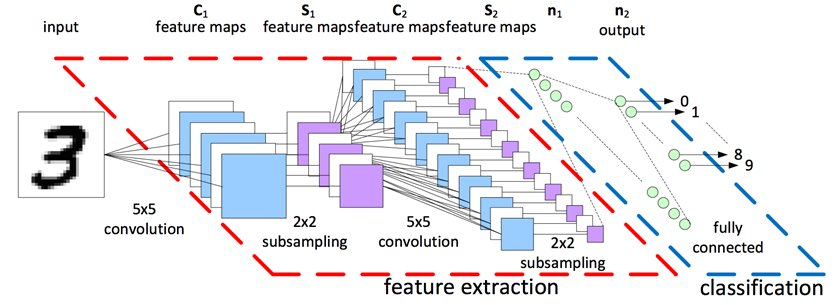 input
C1
feature maps
S1
feature maps
C2
feature maps
S2
feature maps
n1
n2
output
3
0
1
8
9
5x5
convolution
2x2
subsampling
5x5
convolution
2x2
subsampling
fully
connected
feature extraction
classification